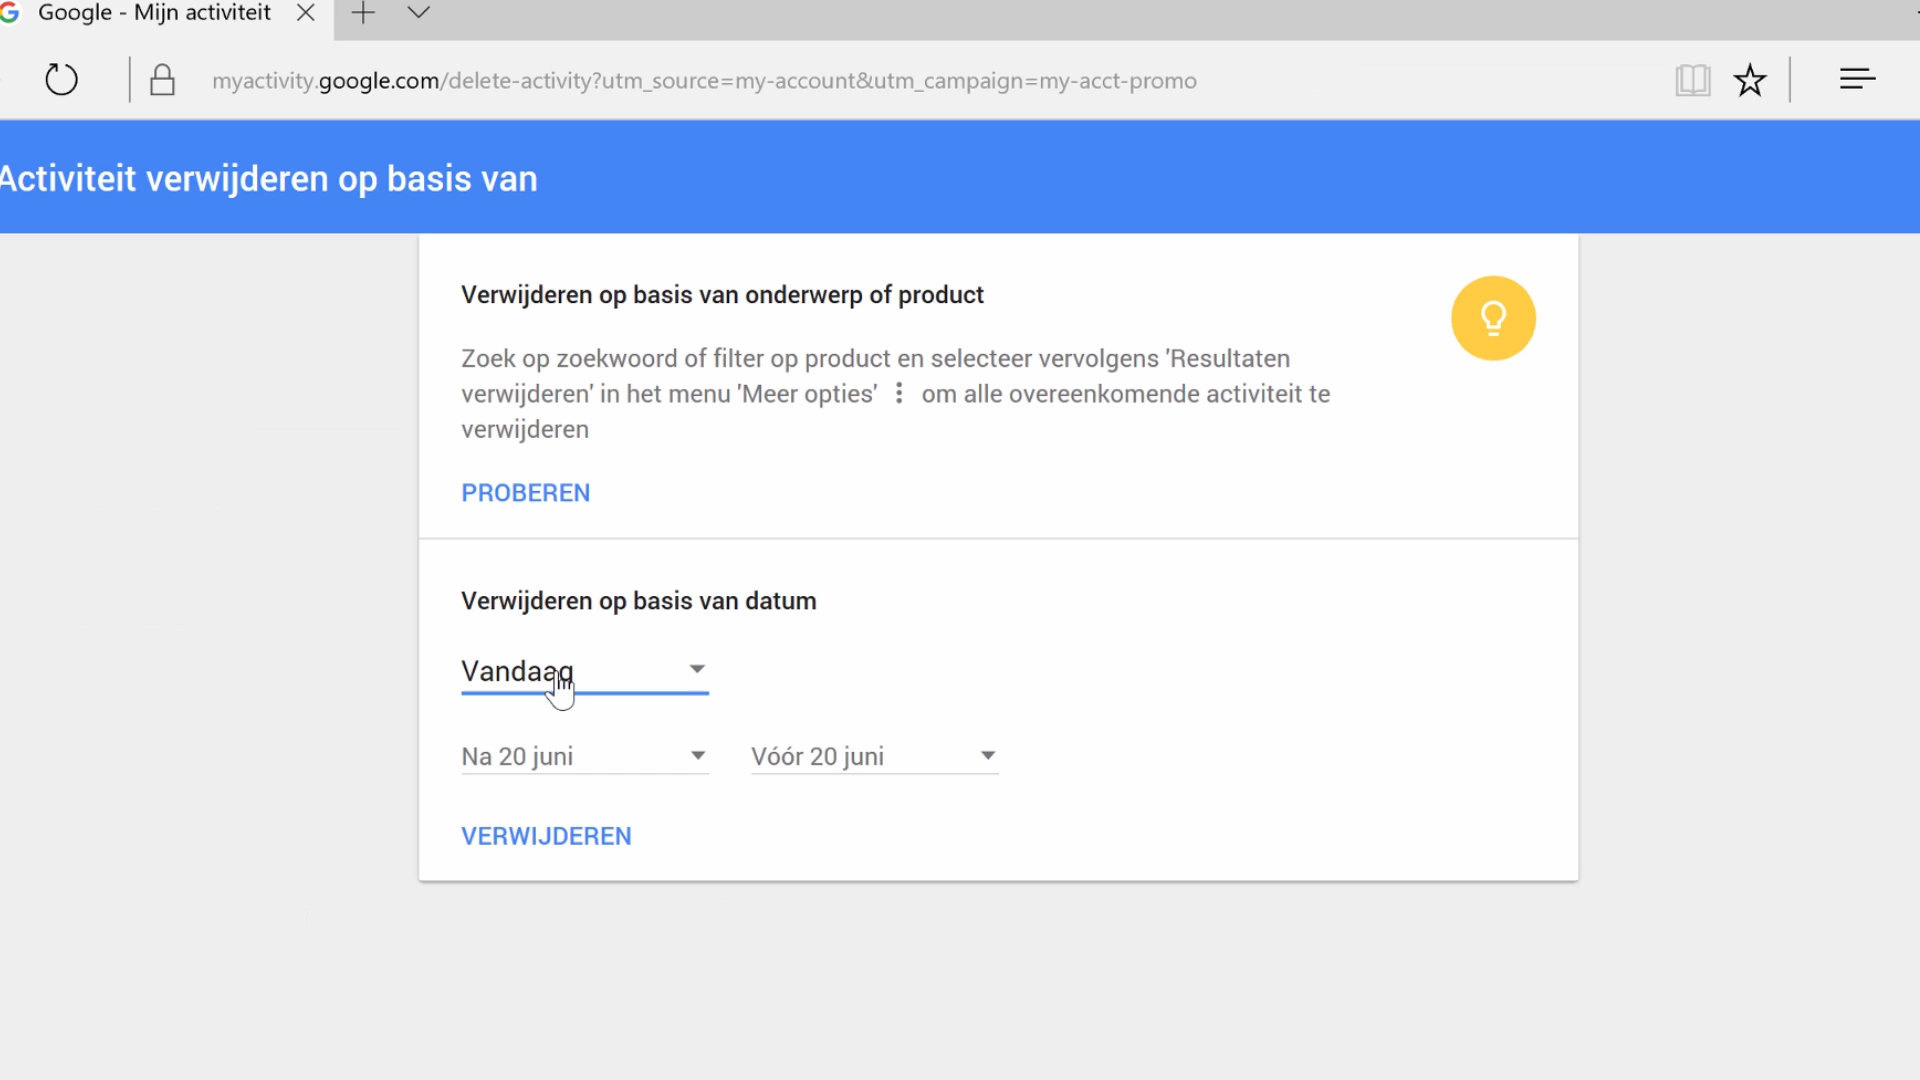 Google - Mijn activiteit
myactivity.google.com/delete-activity?utm_source=my-account&utm_campaign=my-acct-promo
Activiteit verwijderen op basis van
Verwijderen op basis van onderwerp of product
Zoek op zoekwoord of filter op product en selecteer vervolgens 'Resultaten
verwijderen' in het menu 'Meer opties' ⋮ om alle overeenkomende activiteit te
verwijderen
PROBEREN
Verwijderen op basis van datum
Vandaag
Na 20 juni
Vóór 20 juni
VERWIJDEREN